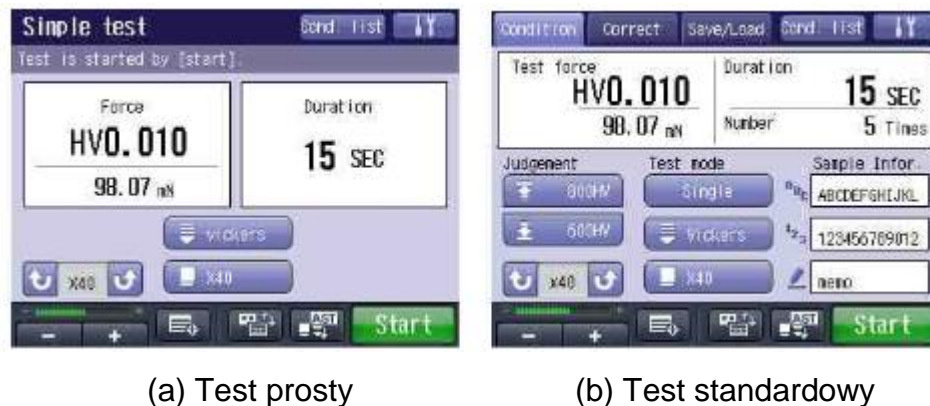 Simple test
Cond. list
Test is started by [start].
Force
HV0.010
98.07 mN
Duration
15 SEC
Vickers
X40
X40
- + Start
(a) Test prosty
Condition Correct Save/Load Cond. list
Test force
HV0.010
98.07 mN
Duration
15 SEC
Number
5 Times
Judgement
800HV
600HV
Test mode
Single
Vickers
Sample Infor.
ABCDEFGHIJKL
123456789012
memo
X40
X40
- + AST Start
(b) Test standardowy